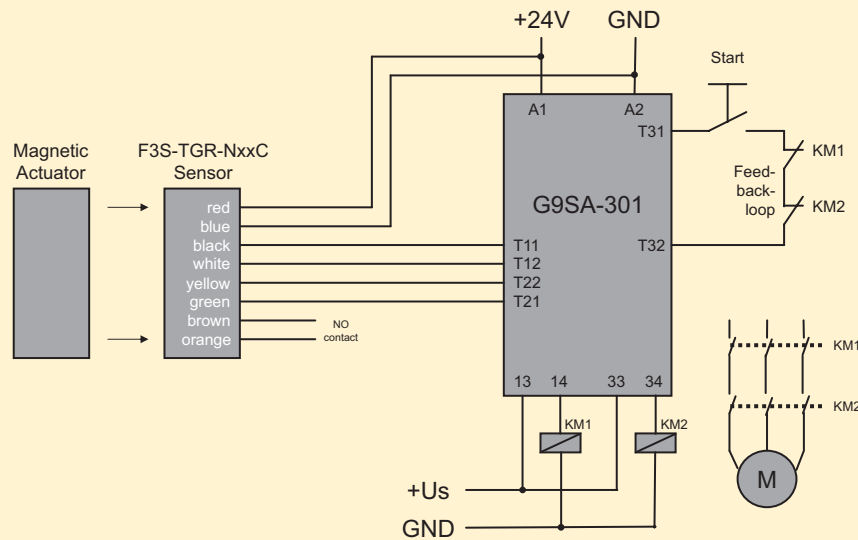 +24V
GND
Start
A1
A2
T31
Magnetic
Actuator
F3S-TGR-NxxC
Sensor
KM1
Feed-
back-
loop
KM2
red
blue
black
white
yellow
green
brown
orange
G9SA-301
T11
T12
T22
T21
T32
NO
contact
KM1
KM2
13
14
33
34
KM1
KM2
M
+Us
GND